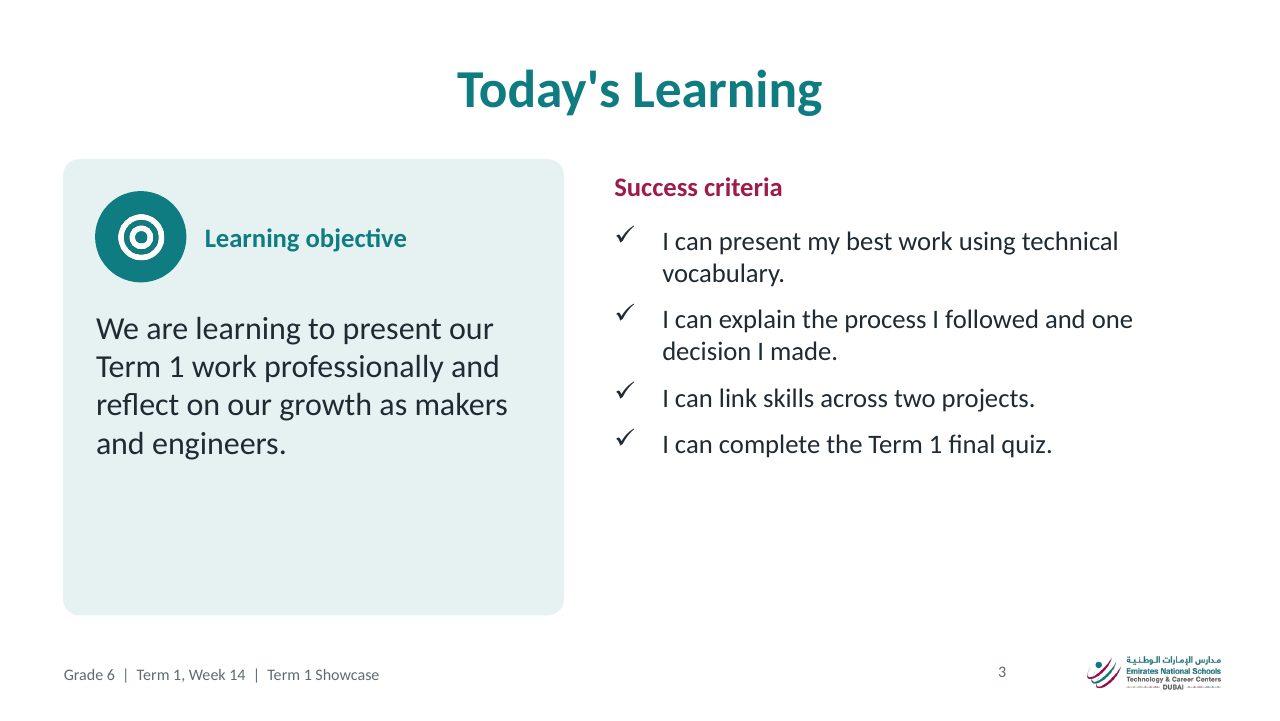 Today's Learning
Learning objective
We are learning to present our
Term 1 work professionally and
reflect on our growth as makers
and engineers.
Success criteria
✓ I can present my best work using technical
vocabulary.
✓ I can explain the process I followed and one
decision I made.
✓ I can link skills across two projects.
✓ I can complete the Term 1 final quiz.
Grade 6 | Term 1, Week 14 | Term 1 Showcase
3
مدارس الإمارات الوطنية
Emirates National Schools
Technology & Career Centers
DUBAI